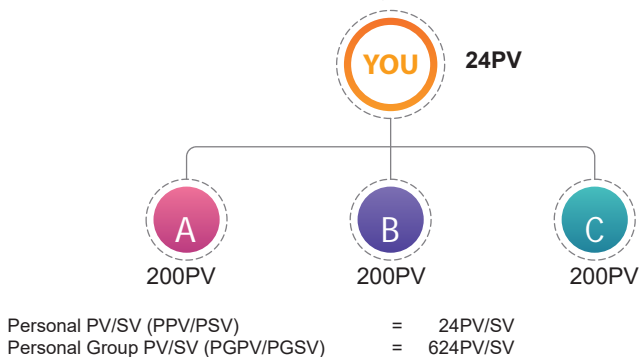 YOU 24PV
A B C
200PV 200PV 200PV
Personal PV/SV (PPV/PSV) = 24PV/SV
Personal Group PV/SV (PGPV/PGSV) = 624PV/SV